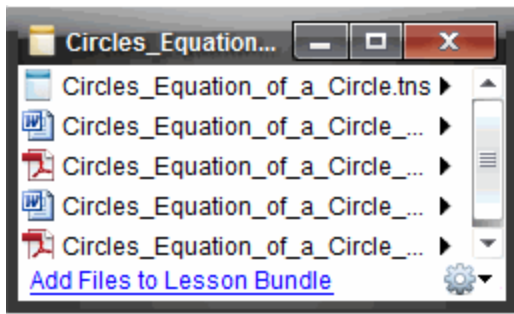 Circles_Equation...
Circles_Equation_of_a_Circle.tns
Circles_Equation_of_a_Circle_...
Circles_Equation_of_a_Circle_...
Circles_Equation_of_a_Circle_...
Circles_Equation_of_a_Circle_...
Add Files to Lesson Bundle